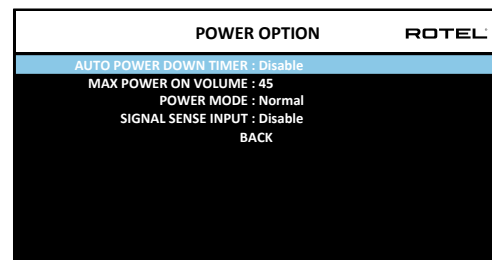 POWER OPTION ROTEL
AUTO POWER DOWN TIMER : Disable
MAX POWER ON VOLUME : 45
POWER MODE : Normal
SIGNAL SENSE INPUT : Disable
BACK